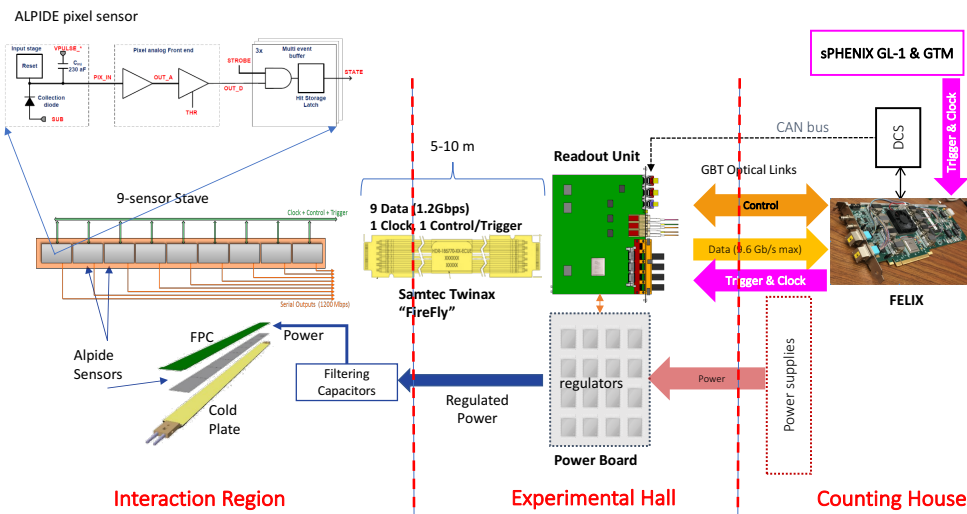 ALPIDE pixel sensor
Input stage
VPULSE_*
Reset
C
230 aF
PIX_IN
Collection
diode
SUB
Pixel analog Front end
OUT_A
THR
OUT_D
3x
Multi event
buffer
STROBE
STATE
Hit Storage
Latch
sPHENIX GL-1 & GTM
Trigger & Clock
CAN bus
DCS
5-10 m
Readout Unit
GBT Optical Links
9-sensor Stave
Clock + Control + Trigger
9 Data (1.2Gbps)
1 Clock, 1 Control/Trigger
Control
Data (9.6 Gb/s max)
Trigger & Clock
FELIX
Serial Outputs (1200 Mbps)
Samtec Twinax
"FireFly"
FPC
Power
Alpide
Sensors
Cold
Plate
Filtering
Capacitors
Regulated
Power
regulators
Power Board
Power
Power supplies
Interaction Region
Experimental Hall
Counting House